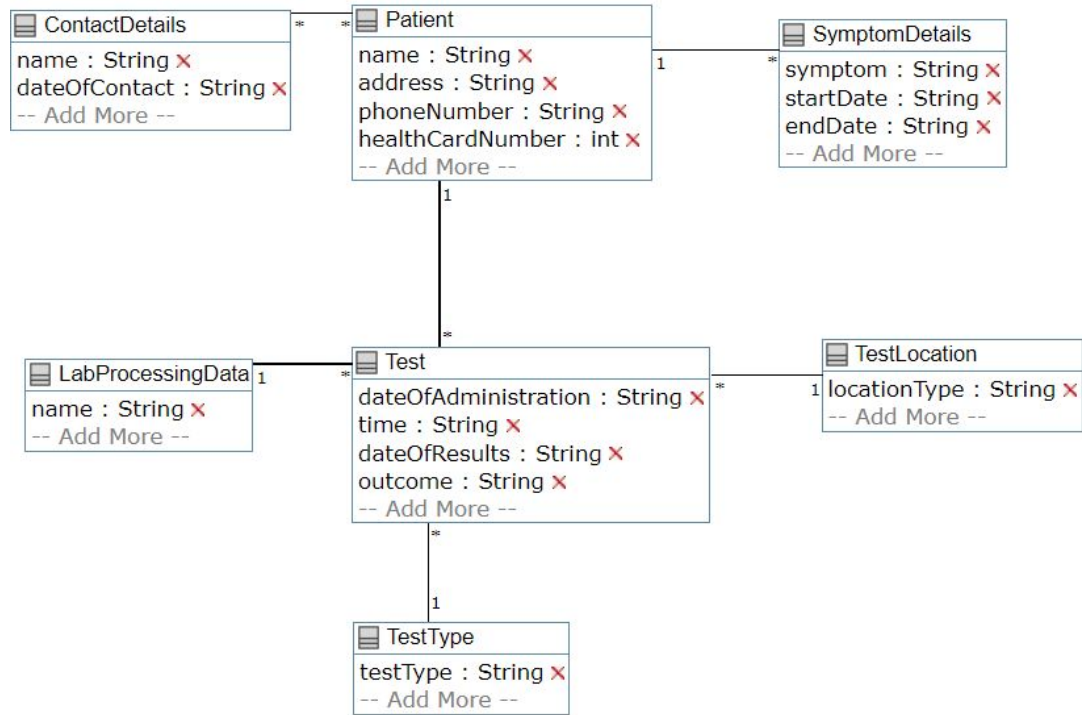 ContactDetails
name : String
dateOfContact : String
-- Add More --
*
*
Patient
name : String
address : String
phoneNumber : String
healthCardNumber : int
-- Add More --
1
*
SymptomDetails
symptom : String
startDate : String
endDate : String
-- Add More --
1
*
LabProcessingData
name : String
-- Add More --
1
*
Test
dateOfAdministration : String
time : String
dateOfResults : String
outcome : String
-- Add More --
*
1
TestLocation
locationType : String
-- Add More --
*
1
TestType
testType : String
-- Add More --